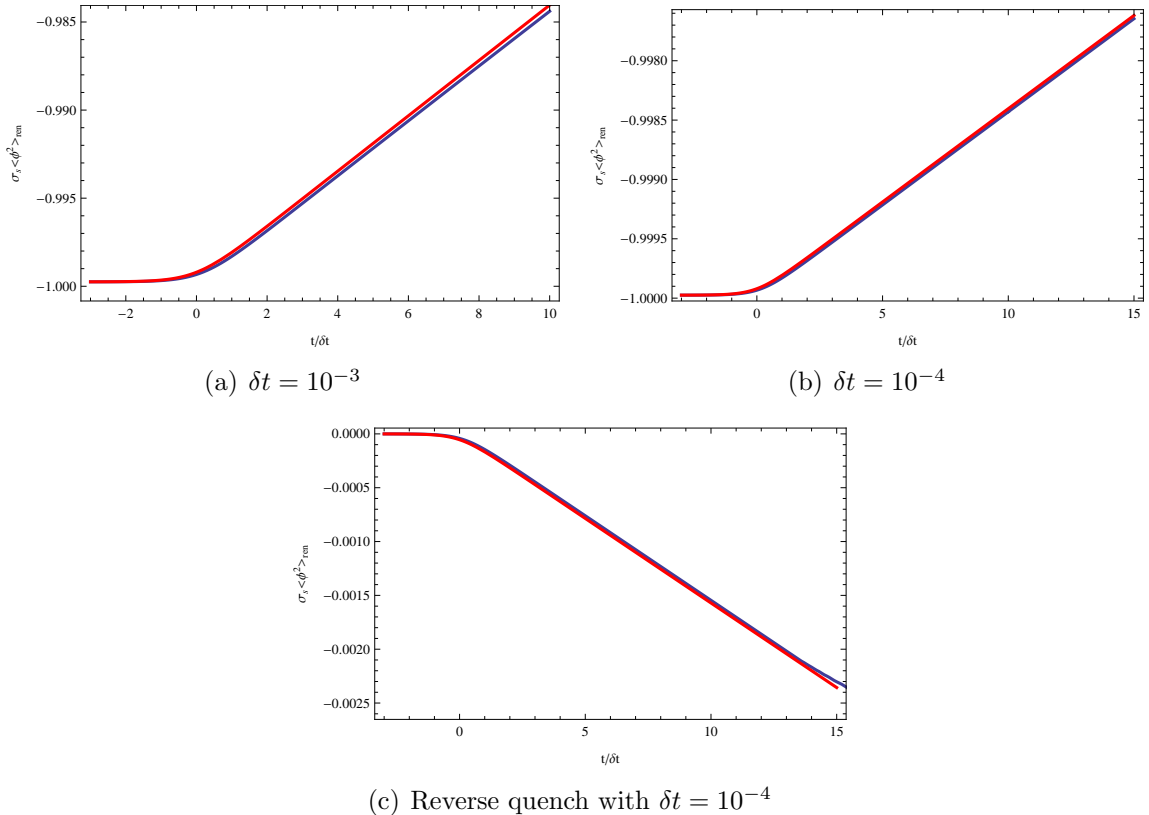 −0.985
−0.990
−0.995
−1.000
σₛ<ϕ²>ᵣₑₙ
−2 0 2 4 6 8 10
t/δt
(a) δt = 10⁻³
−0.9980
−0.9985
−0.9990
−0.9995
−1.0000
σₛ<ϕ²>ᵣₑₙ
0 5 10 15
t/δt
(b) δt = 10⁻⁴
0.0000
−0.0005
−0.0010
−0.0015
−0.0020
−0.0025
σₛ<ϕ²>ᵣₑₙ
0 5 10 15
t/δt
(c) Reverse quench with δt = 10⁻⁴